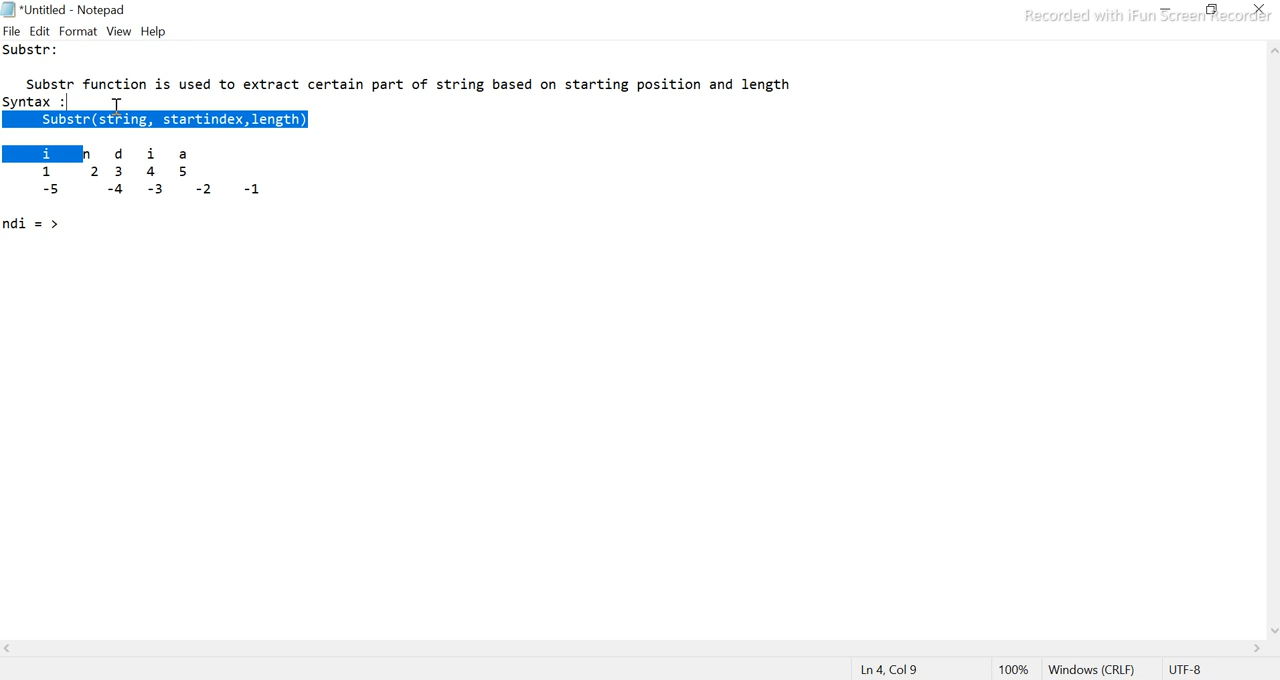 *Untitled - Notepad
Recorded with iFun Screen Recorder
File Edit Format View Help
Substr:
Substr function is used to extract certain part of string based on starting position and length
Syntax :
Substr(string, startindex,length)
i n d i a
1 2 3 4 5
-5 -4 -3 -2 -1
ndi = >
Ln 4, Col 9 100% Windows (CRLF) UTF-8